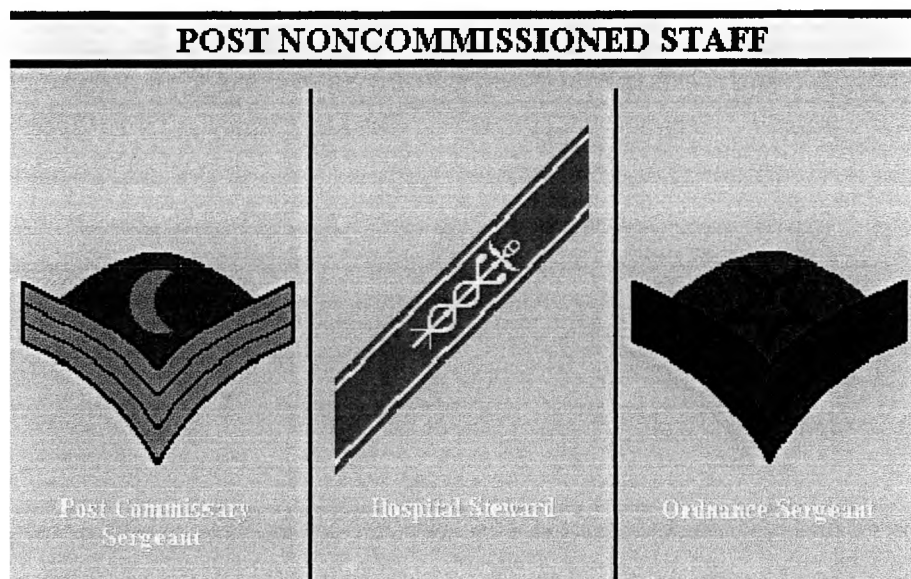 POST NONCOMMISSIONED STAFF
Post Commissary
Sergeant
Hospital Steward
Ordnance Sergeant